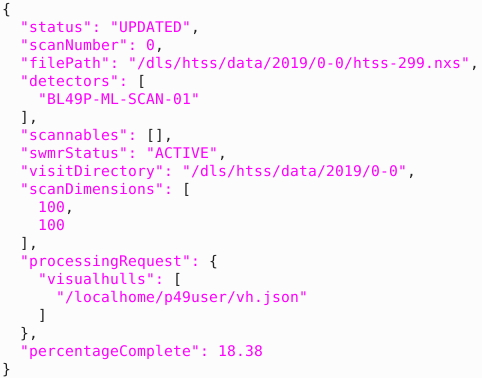 {
  "status": "UPDATED",
  "scanNumber": 0,
  "filePath": "/dls/htss/data/2019/0-0/htss-299.nxs",
  "detectors": [
    "BL49P-ML-SCAN-01"
  ],
  "scannables": [],
  "swmrStatus": "ACTIVE",
  "visitDirectory": "/dls/htss/data/2019/0-0",
  "scanDimensions": [
    100,
    100
  ],
  "processingRequest": {
    "visualhulls": [
      "/localhome/p49user/vh.json"
    ]
  },
  "percentageComplete": 18.38
}